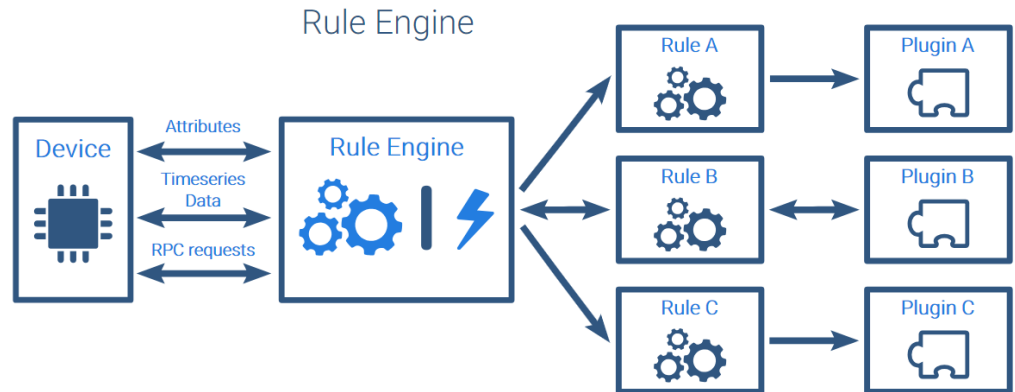 Rule Engine
Device
Attributes
Timeseries
Data
RPC requests
Rule Engine
Rule A
Plugin A
Rule B
Plugin B
Rule C
Plugin C